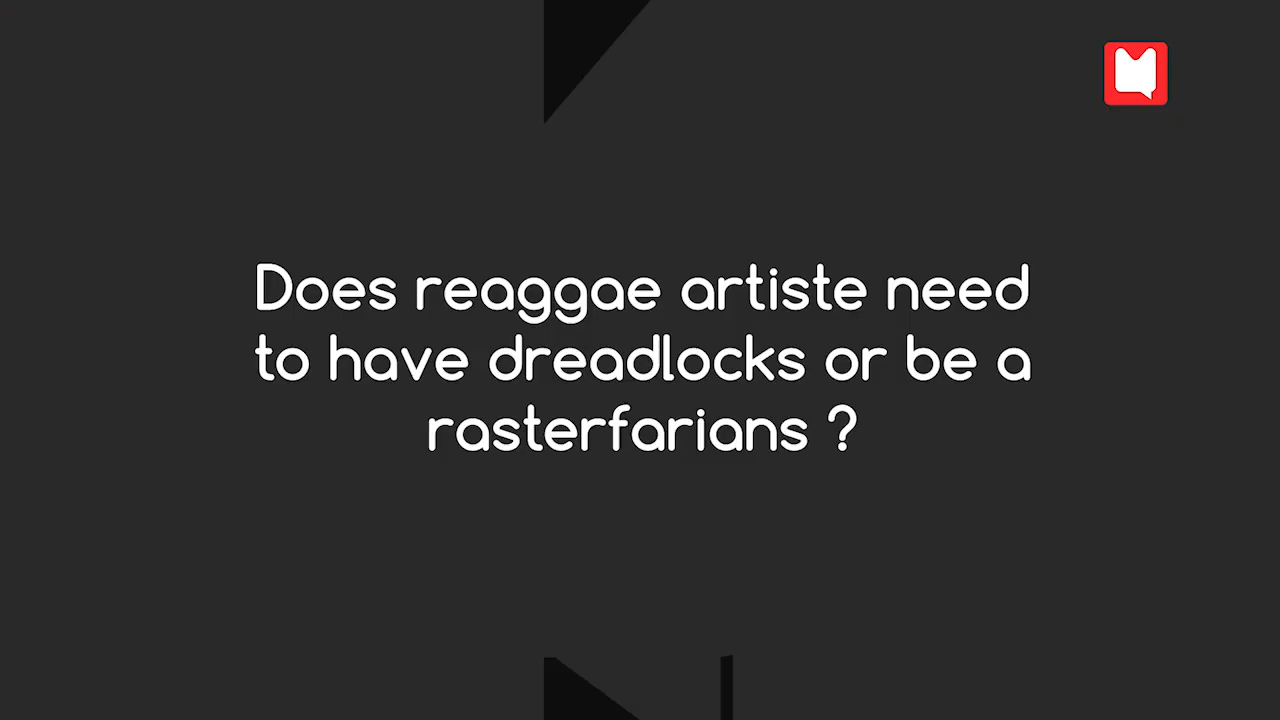 Does reaggae artiste need
to have dreadlocks or be a
rasterfarians ?